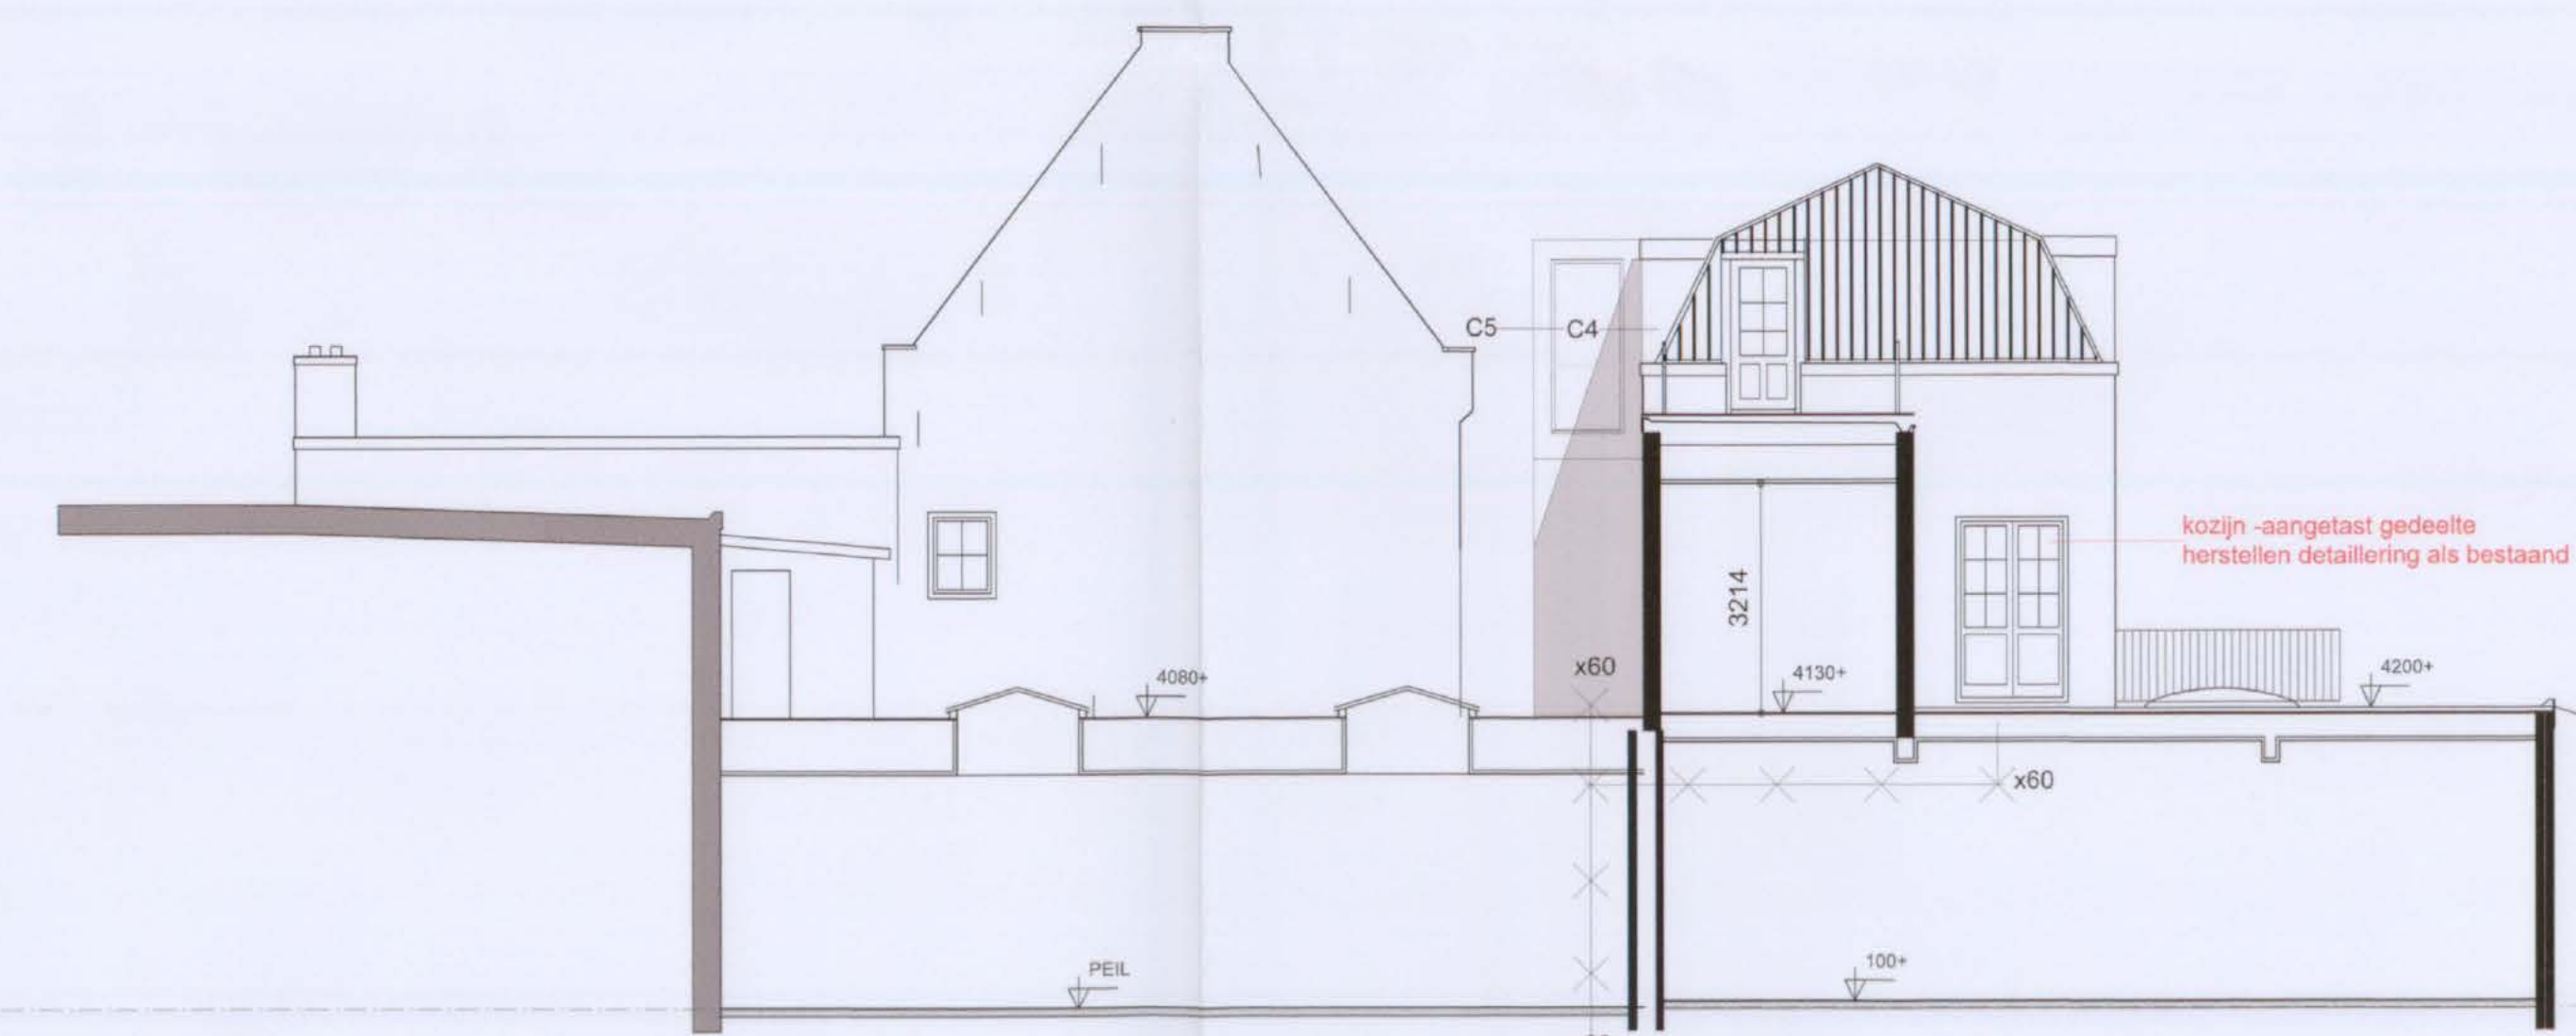 C5
C4
kozijn -aangetast gedeelte
herstellen detaillering als bestaand
3214
x60
4080+
4130+
4200+
x60
PEIL
100+